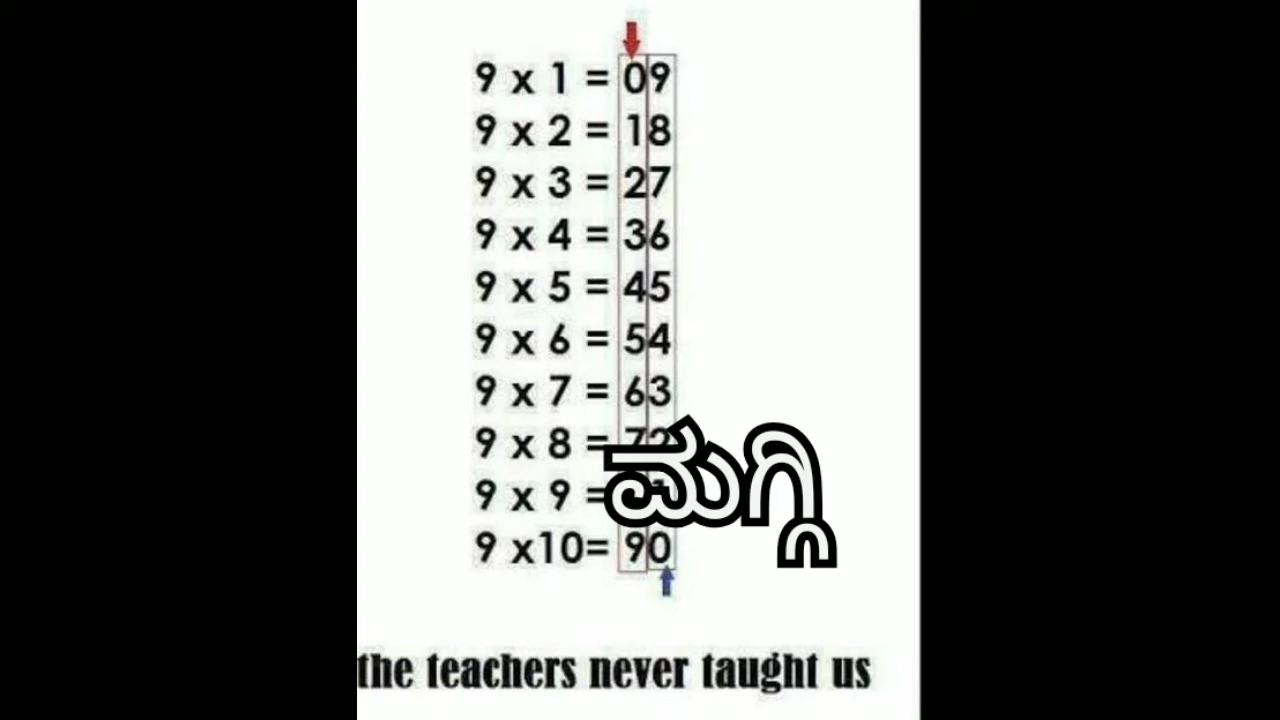 9 x 1 = 09
9 x 2 = 18
9 x 3 = 27
9 x 4 = 36
9 x 5 = 45
9 x 6 = 54
9 x 7 = 63
9 x 8 = 72
9 x 9 =
9 x10= 90
ಮಗ್ಗಿ
the teachers never taught us